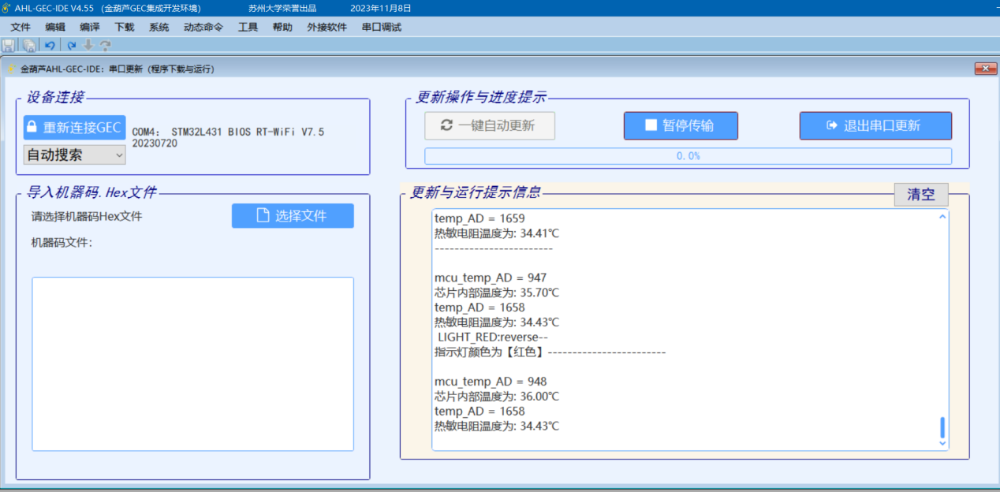 AHL-GEC-IDE V4.55 (金葫芦GEC集成开发环境) 苏州大学荣誉出品 2023年11月8日
文件 编辑 编译 下载 系统 动态命令 工具 帮助 外接软件 串口调试
金葫芦AHL-GEC-IDE：串口更新（程序下载与运行）
设备连接
重新连接GEC
COM4： STM32L431 BIOS RT-WiFi V7.5
20230720
自动搜索
更新操作与进度提示
一键自动更新
暂停传输
退出串口更新
0.0%
导入机器码.Hex文件
请选择机器码Hex文件
选择文件
机器码文件:
更新与运行提示信息
清空
temp_AD = 1659
热敏电阻温度为: 34.41℃
------------------------
mcu_temp_AD = 947
芯片内部温度为: 35.70℃
temp_AD = 1658
热敏电阻温度为: 34.43℃
LIGHT_RED:reverse--
指示灯颜色为【红色】------------------------
mcu_temp_AD = 948
芯片内部温度为: 36.00℃
temp_AD = 1658
热敏电阻温度为: 34.43℃